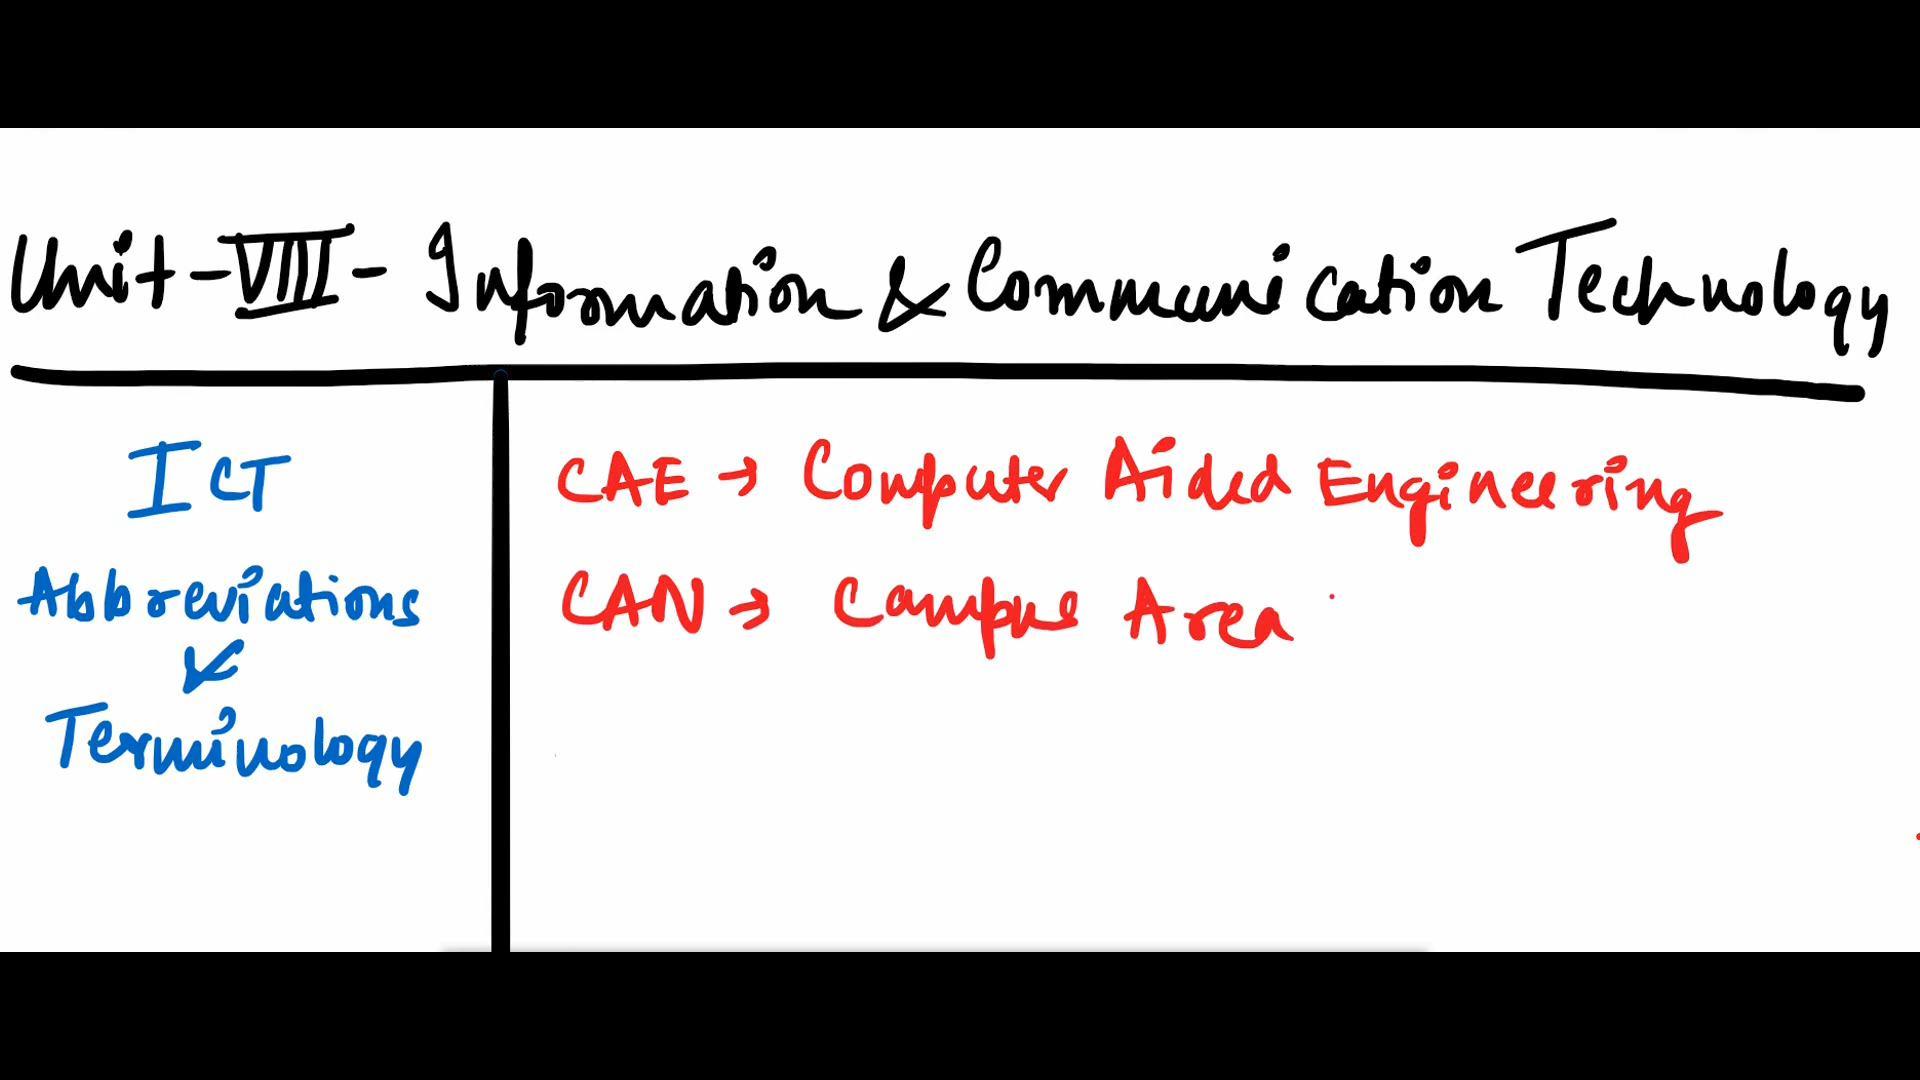 Unit-VIII- Information & Communication Technology
ICT
Abbreviations
&
Terminology
CAE → Computer Aided Engineering
CAN → Campus Area